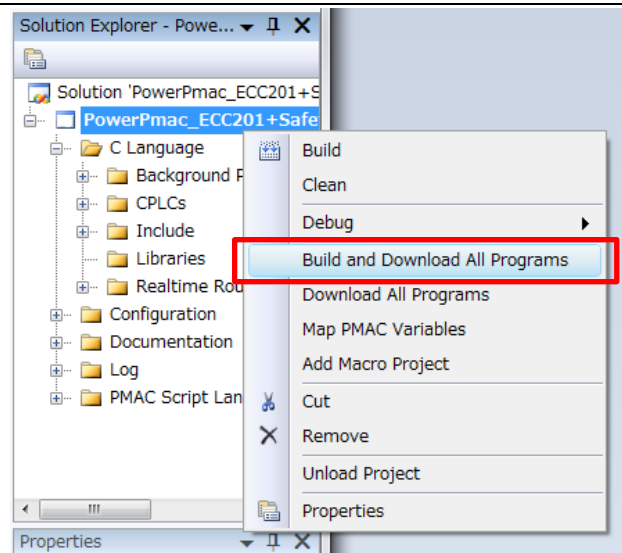 Solution Explorer - Powe...
Solution 'PowerPmac_ECC201+S
PowerPmac_ECC201+Safe
C Language
Background P
CPLCs
Include
Libraries
Realtime Rou
Configuration
Documentation
Log
PMAC Script Lan
Build
Clean
Debug
Build and Download All Programs
Download All Programs
Map PMAC Variables
Add Macro Project
Cut
Remove
Unload Project
Properties
Properties